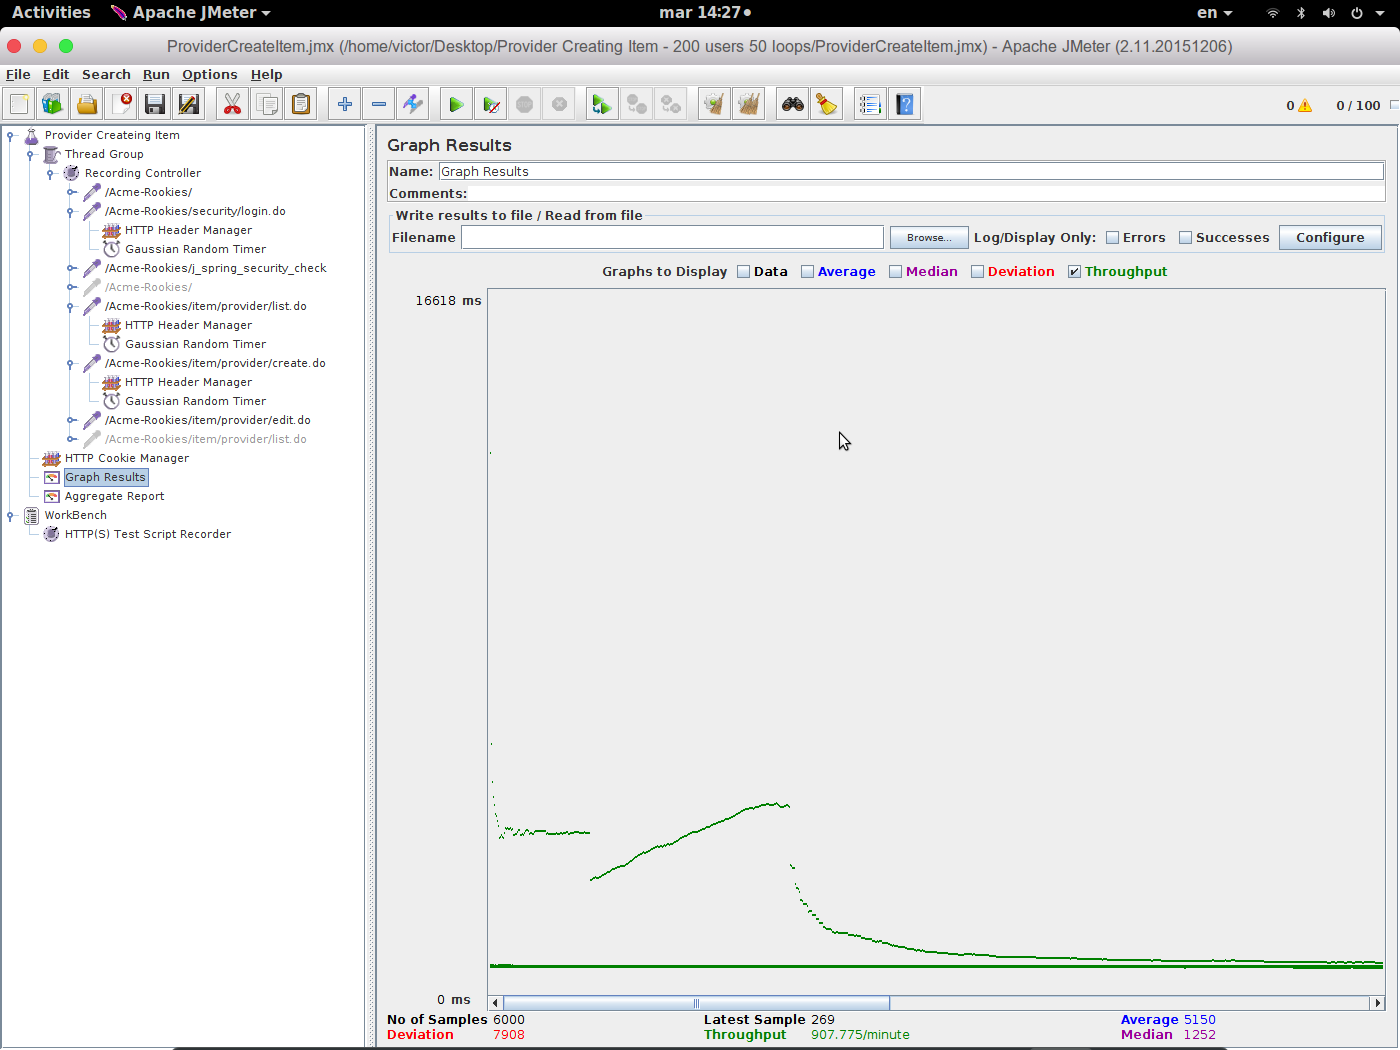 Activities Apache JMeter mar 14:27 en
ProviderCreateItem.jmx (/home/victor/Desktop/Provider Creating Item - 200 users 50 loops/ProviderCreateItem.jmx) - Apache JMeter (2.11.20151206)
File Edit Search Run Options Help
0 0 / 100
Provider Createing Item
Thread Group
Recording Controller
/Acme-Rookies/
/Acme-Rookies/security/login.do
HTTP Header Manager
Gaussian Random Timer
/Acme-Rookies/j_spring_security_check
/Acme-Rookies/
/Acme-Rookies/item/provider/list.do
HTTP Header Manager
Gaussian Random Timer
/Acme-Rookies/item/provider/create.do
HTTP Header Manager
Gaussian Random Timer
/Acme-Rookies/item/provider/edit.do
/Acme-Rookies/item/provider/list.do
HTTP Cookie Manager
Graph Results
Aggregate Report
WorkBench
HTTP(S) Test Script Recorder
Graph Results
Name: Graph Results
Comments:
Write results to file / Read from file
Filename Browse... Log/Display Only: Errors Successes Configure
Graphs to Display Data Average Median Deviation Throughput
16618 ms
0 ms
No of Samples 6000 Latest Sample 269 Average 5150
Deviation 7908 Throughput 907.775/minute Median 1252